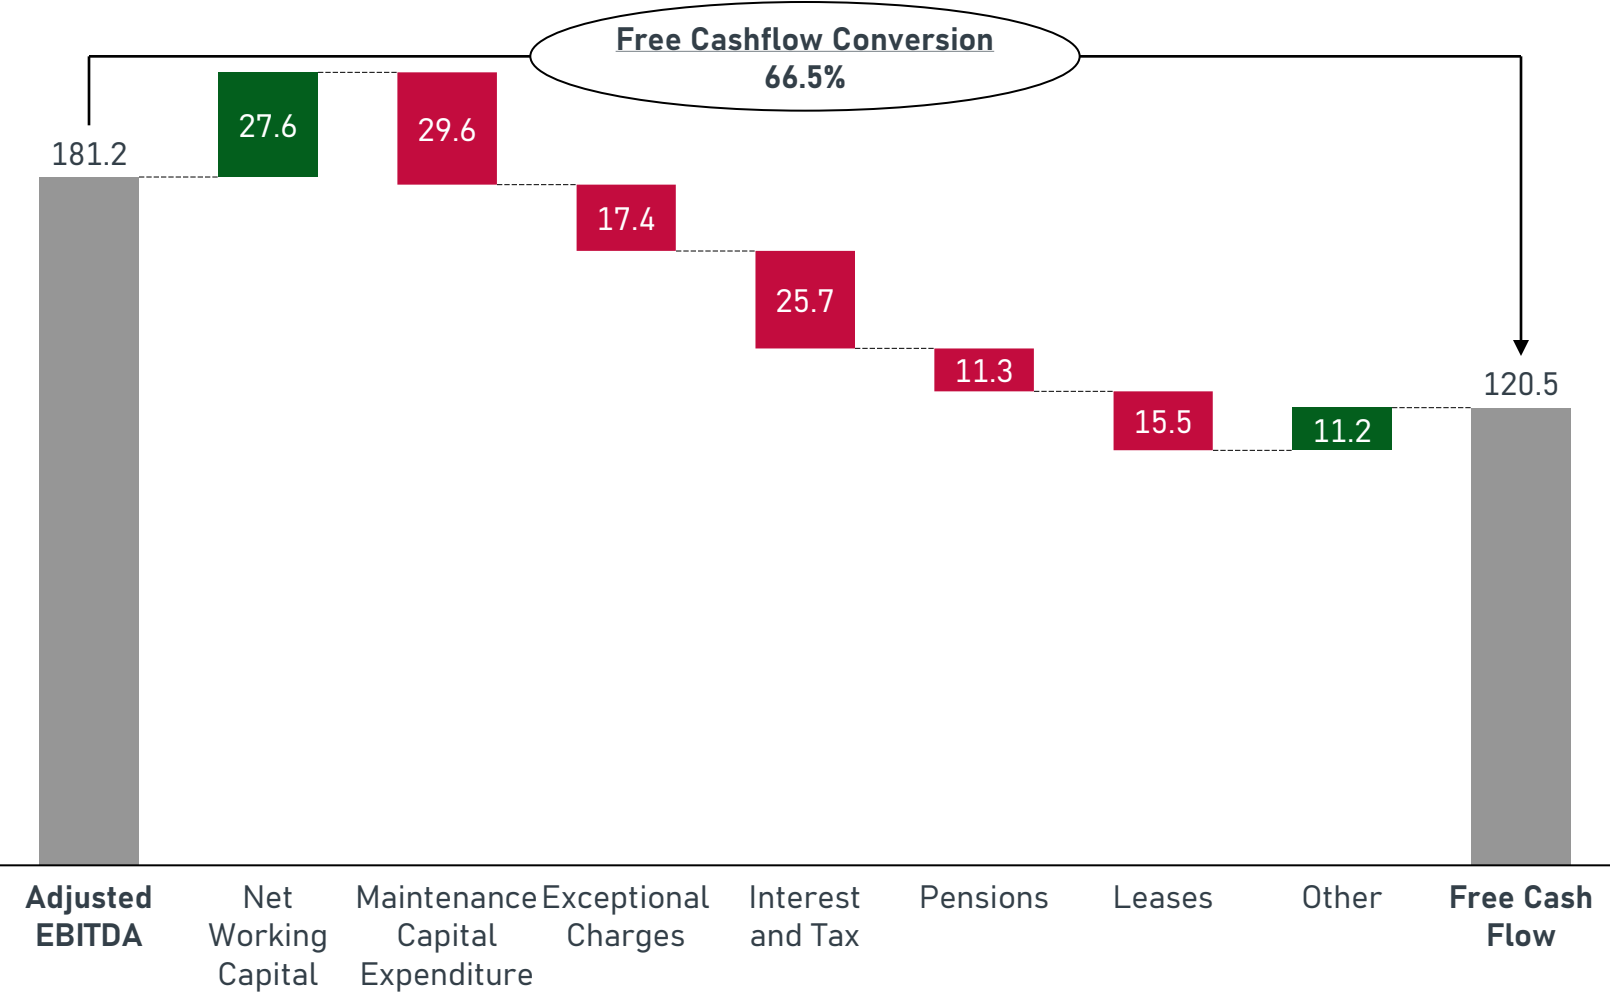 Free Cashflow Conversion
66.5%
181.2
27.6
29.6
17.4
25.7
11.3
15.5
11.2
120.5
Adjusted
EBITDA
Net
Working
Capital
Maintenance
Capital
Expenditure
Exceptional
Charges
Interest
and Tax
Pensions
Leases
Other
Free Cash
Flow